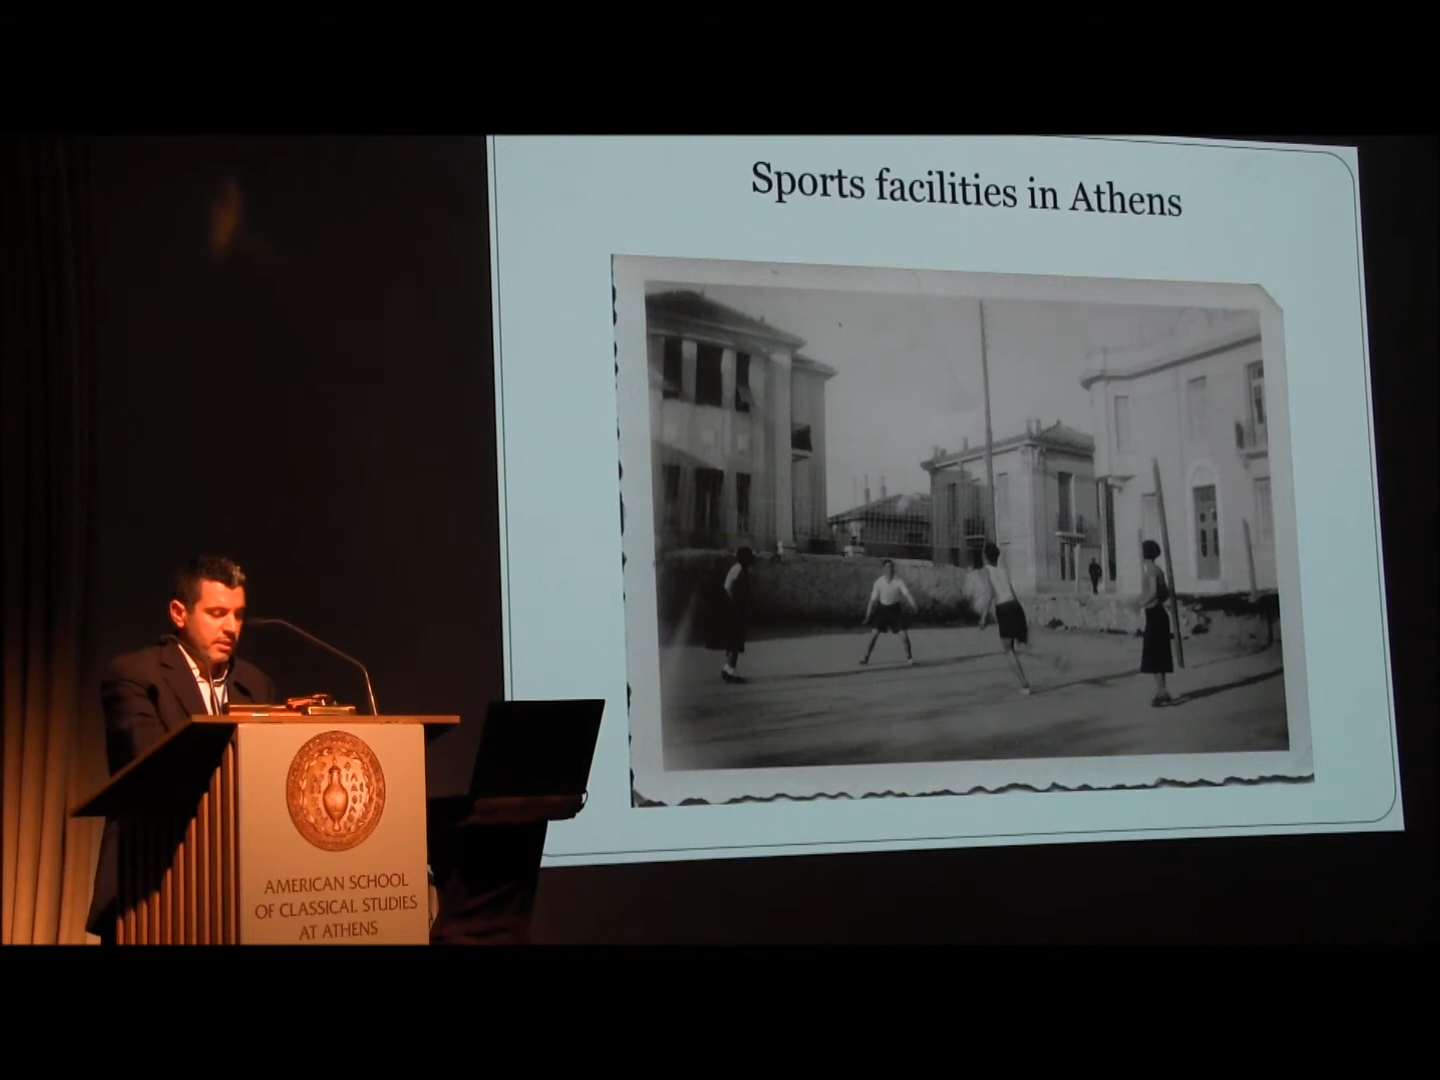 Sports facilities in Athens
AMERICAN SCHOOL
OF CLASSICAL STUDIES
AT ATHENS